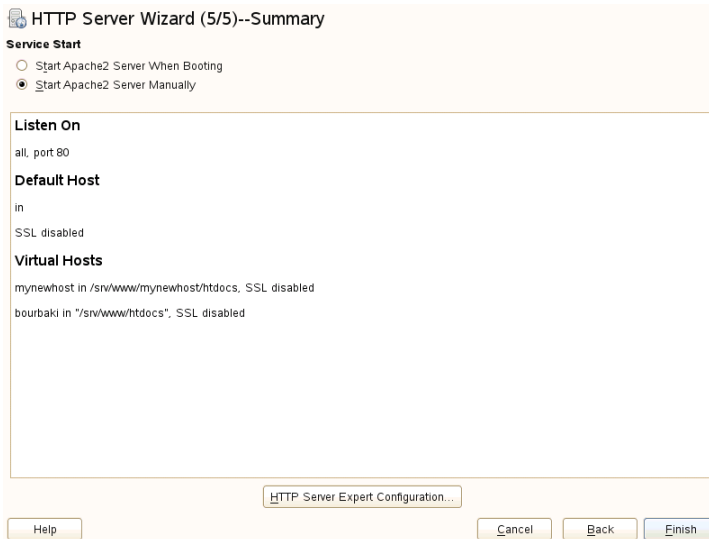 HTTP Server Wizard (5/5)--Summary
Service Start
Start Apache2 Server When Booting
Start Apache2 Server Manually
Listen On
all, port 80
Default Host
in
SSL disabled
Virtual Hosts
mynewhost in /srv/www/mynewhost/htdocs, SSL disabled
bourbaki in "/srv/www/htdocs", SSL disabled
HTTP Server Expert Configuration...
Help Cancel Back Finish